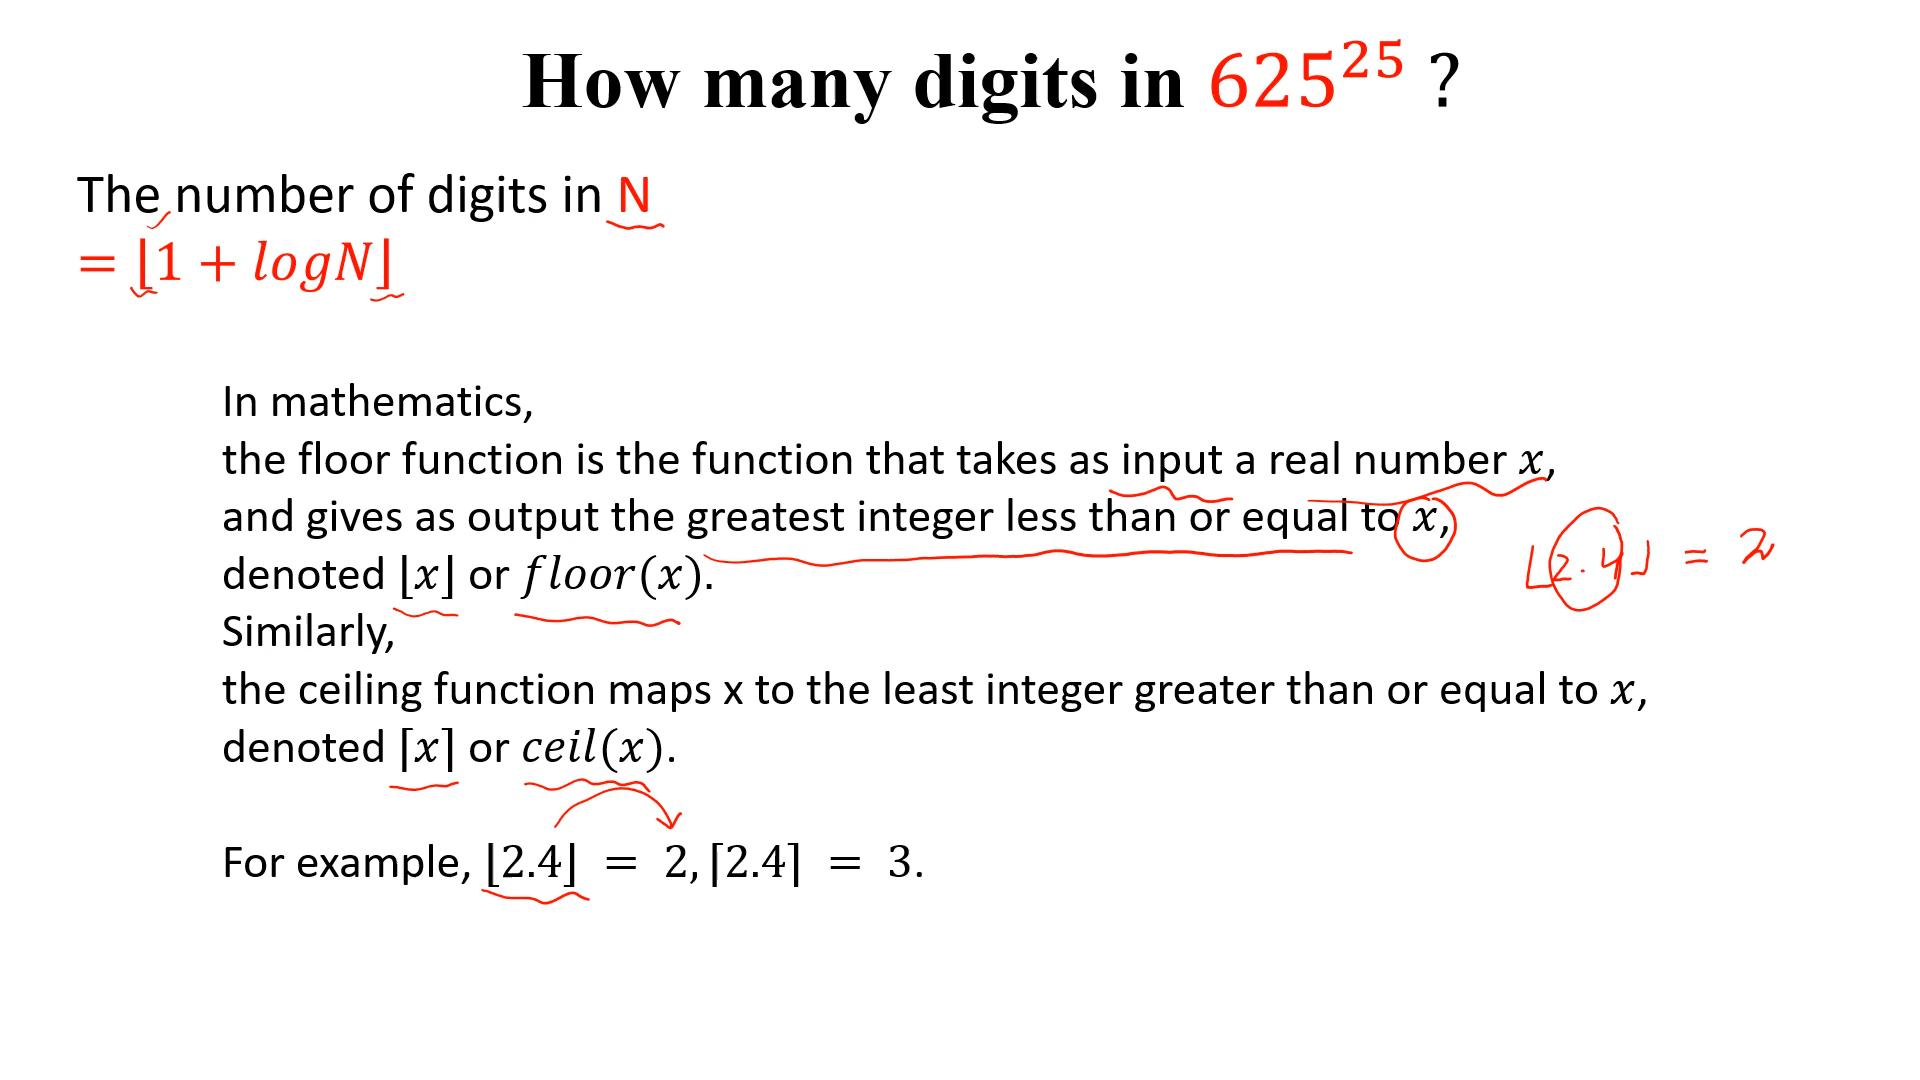 How many digits in 625²⁵ ?
The number of digits in N
= ⌊1 + logN⌋
In mathematics,
the floor function is the function that takes as input a real number x,
and gives as output the greatest integer less than or equal to x,
denoted ⌊x⌋ or floor(x).
⌊2.4⌋ = 2
Similarly,
the ceiling function maps x to the least integer greater than or equal to x,
denoted ⌈x⌉ or ceil(x).
For example, ⌊2.4⌋ = 2, ⌈2.4⌉ = 3.